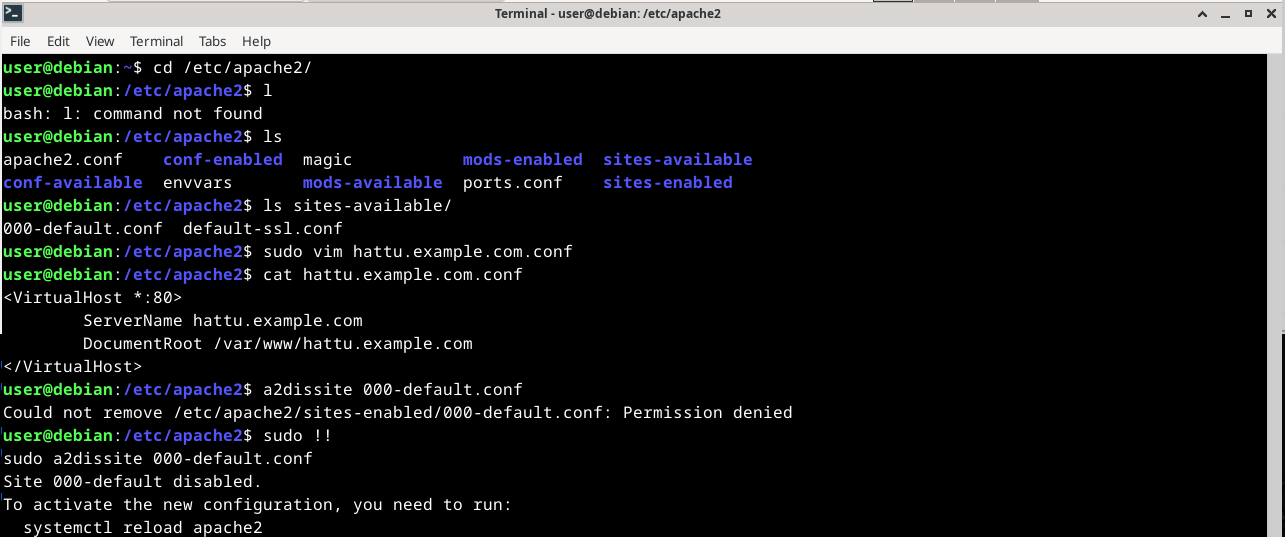 Terminal - user@debian: /etc/apache2
File Edit View Terminal Tabs Help
user@debian:~$ cd /etc/apache2/
user@debian:/etc/apache2$ l
bash: l: command not found
user@debian:/etc/apache2$ ls
apache2.conf    conf-enabled  magic           mods-enabled  sites-available
conf-available  envvars       mods-available  ports.conf    sites-enabled
user@debian:/etc/apache2$ ls sites-available/
000-default.conf  default-ssl.conf
user@debian:/etc/apache2$ sudo vim hattu.example.com.conf
user@debian:/etc/apache2$ cat hattu.example.com.conf
<VirtualHost *:80>
        ServerName hattu.example.com
        DocumentRoot /var/www/hattu.example.com
</VirtualHost>
user@debian:/etc/apache2$ a2dissite 000-default.conf
Could not remove /etc/apache2/sites-enabled/000-default.conf: Permission denied
user@debian:/etc/apache2$ sudo !!
sudo a2dissite 000-default.conf
Site 000-default disabled.
To activate the new configuration, you need to run:
  systemctl reload apache2